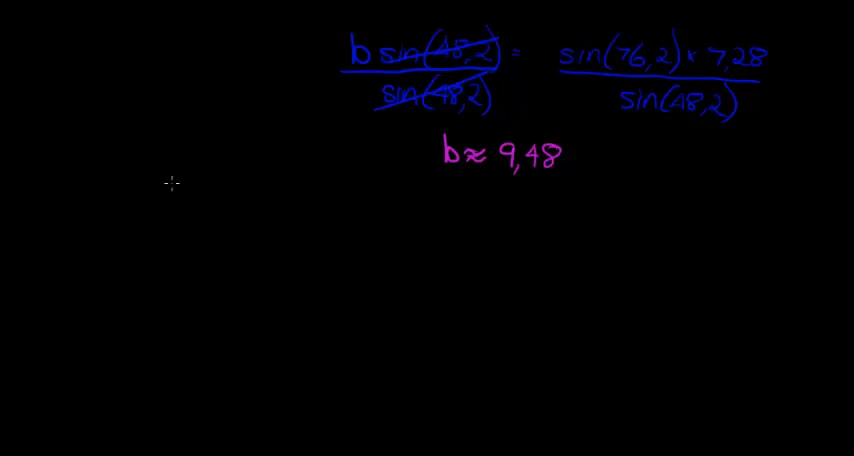 b sin(48,2) = sin(76,2) × 7,28
sin(48,2) sin(48,2)
b ≈ 9,48